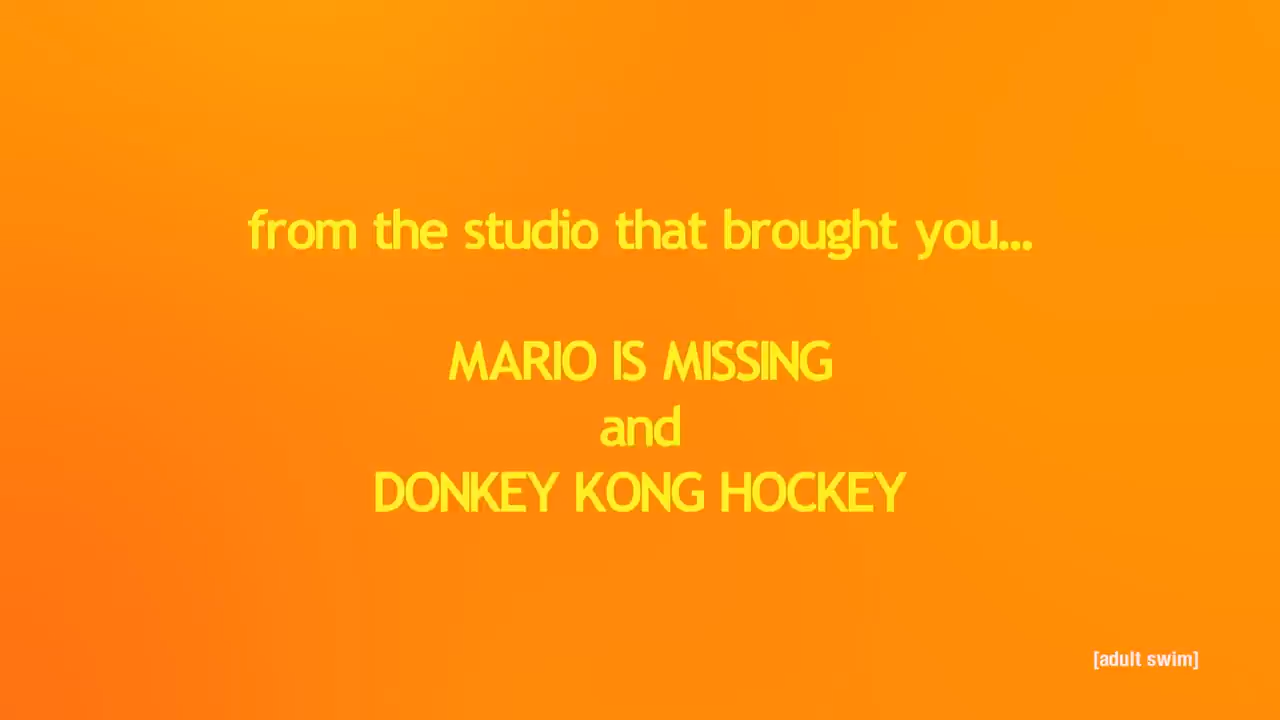 from the studio that brought you...
MARIO IS MISSING
and
DONKEY KONG HOCKEY
[adult swim]